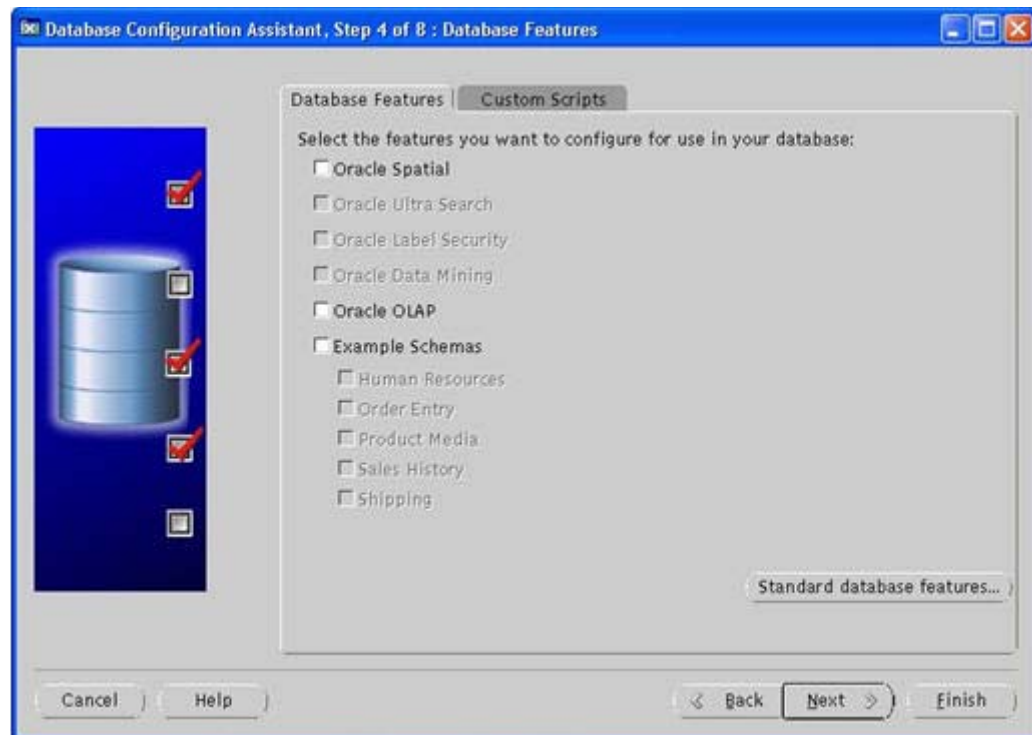 Database Configuration Assistant, Step 4 of 8 : Database Features
Database Features
Custom Scripts
Select the features you want to configure for use in your database:
Oracle Spatial
Oracle Ultra Search
Oracle Label Security
Oracle Data Mining
Oracle OLAP
Example Schemas
Human Resources
Order Entry
Product Media
Sales History
Shipping
Standard database features...
Cancel
Help
Back
Next
Finish